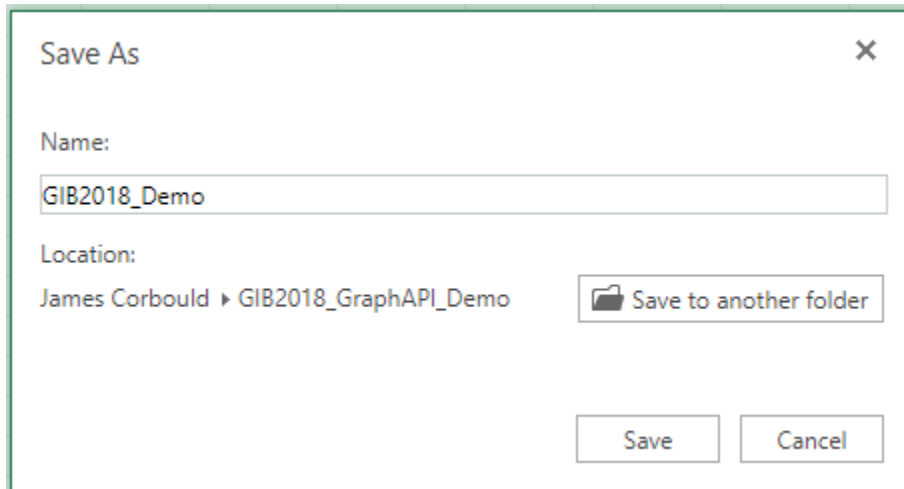 Save As
Name:
GIB2018_Demo
Location:
James Corbould ▸ GIB2018_GraphAPI_Demo
Save to another folder
Save
Cancel